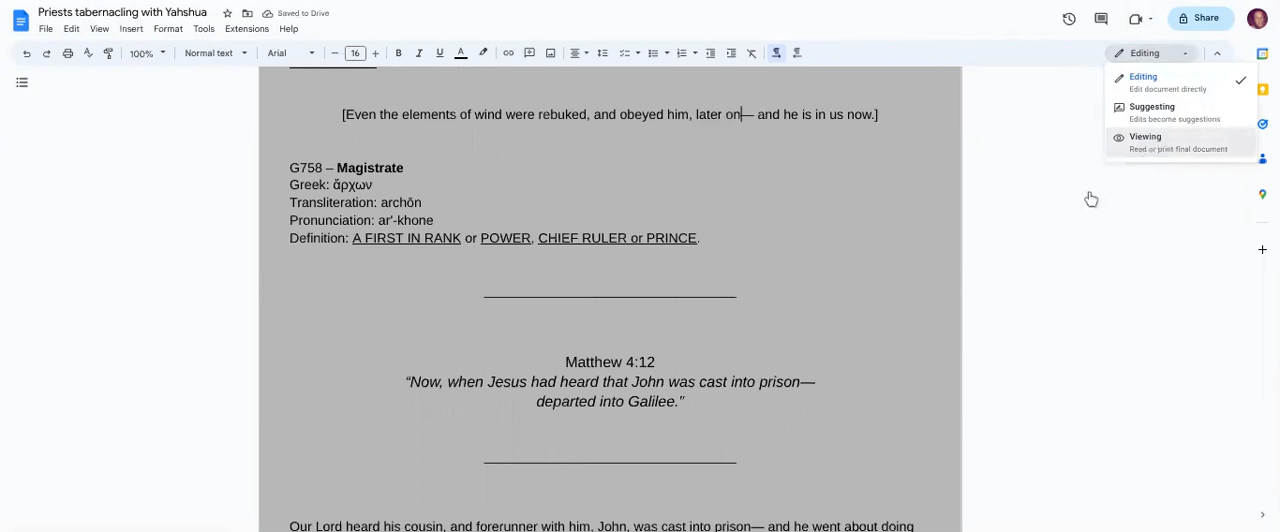 Priests tabernacling with Yahshua
Saved to Drive
File Edit View Insert Format Tools Extensions Help
Share
100% Normal text Arial 16 Editing
Editing
Edit document directly
Suggesting
Edits become suggestions
Viewing
Read or print final document
[Even the elements of wind were rebuked, and obeyed him, later on— and he is in us now.]
G758 – Magistrate
Greek: ἄρχων
Transliteration: archōn
Pronunciation: ar'-khone
Definition: A FIRST IN RANK or POWER, CHIEF RULER or PRINCE.
Matthew 4:12
“Now, when Jesus had heard that John was cast into prison—
departed into Galilee.”
Our Lord heard his cousin, and forerunner with him, John, was cast into prison— and he went about doing